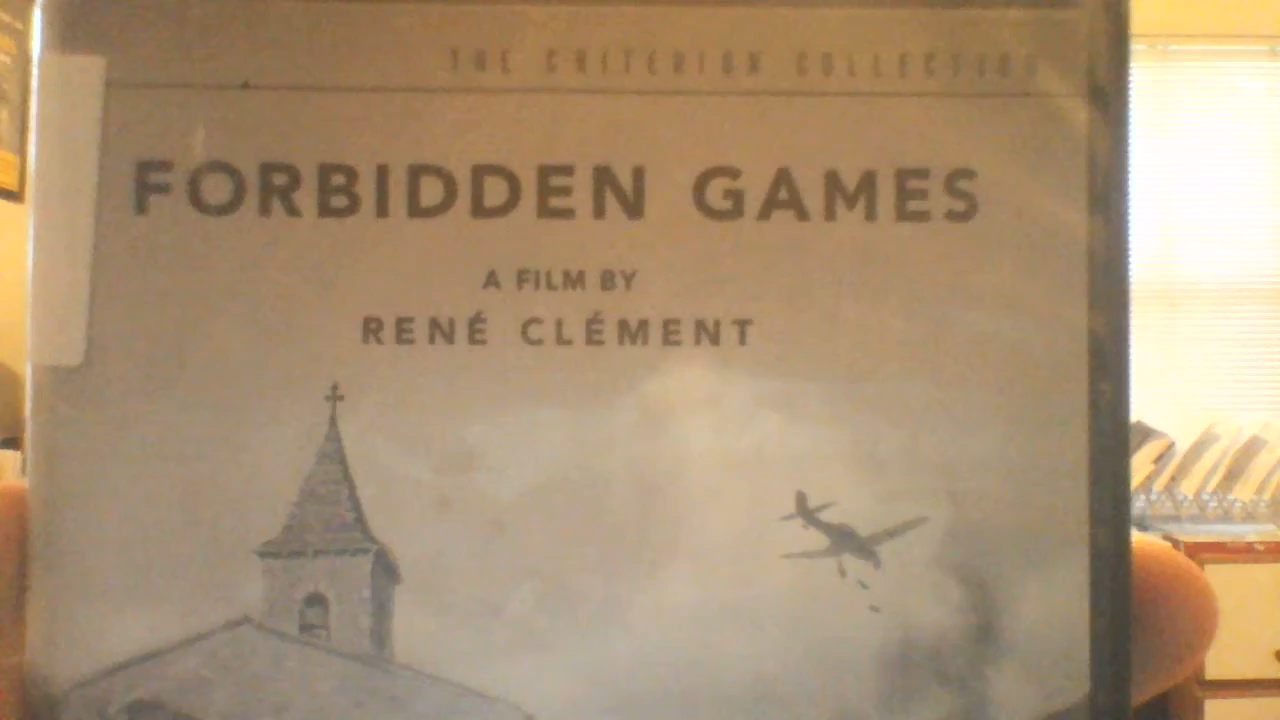 THE CRITERION COLLECTION
FORBIDDEN GAMES
A FILM BY
RENÉ CLÉMENT